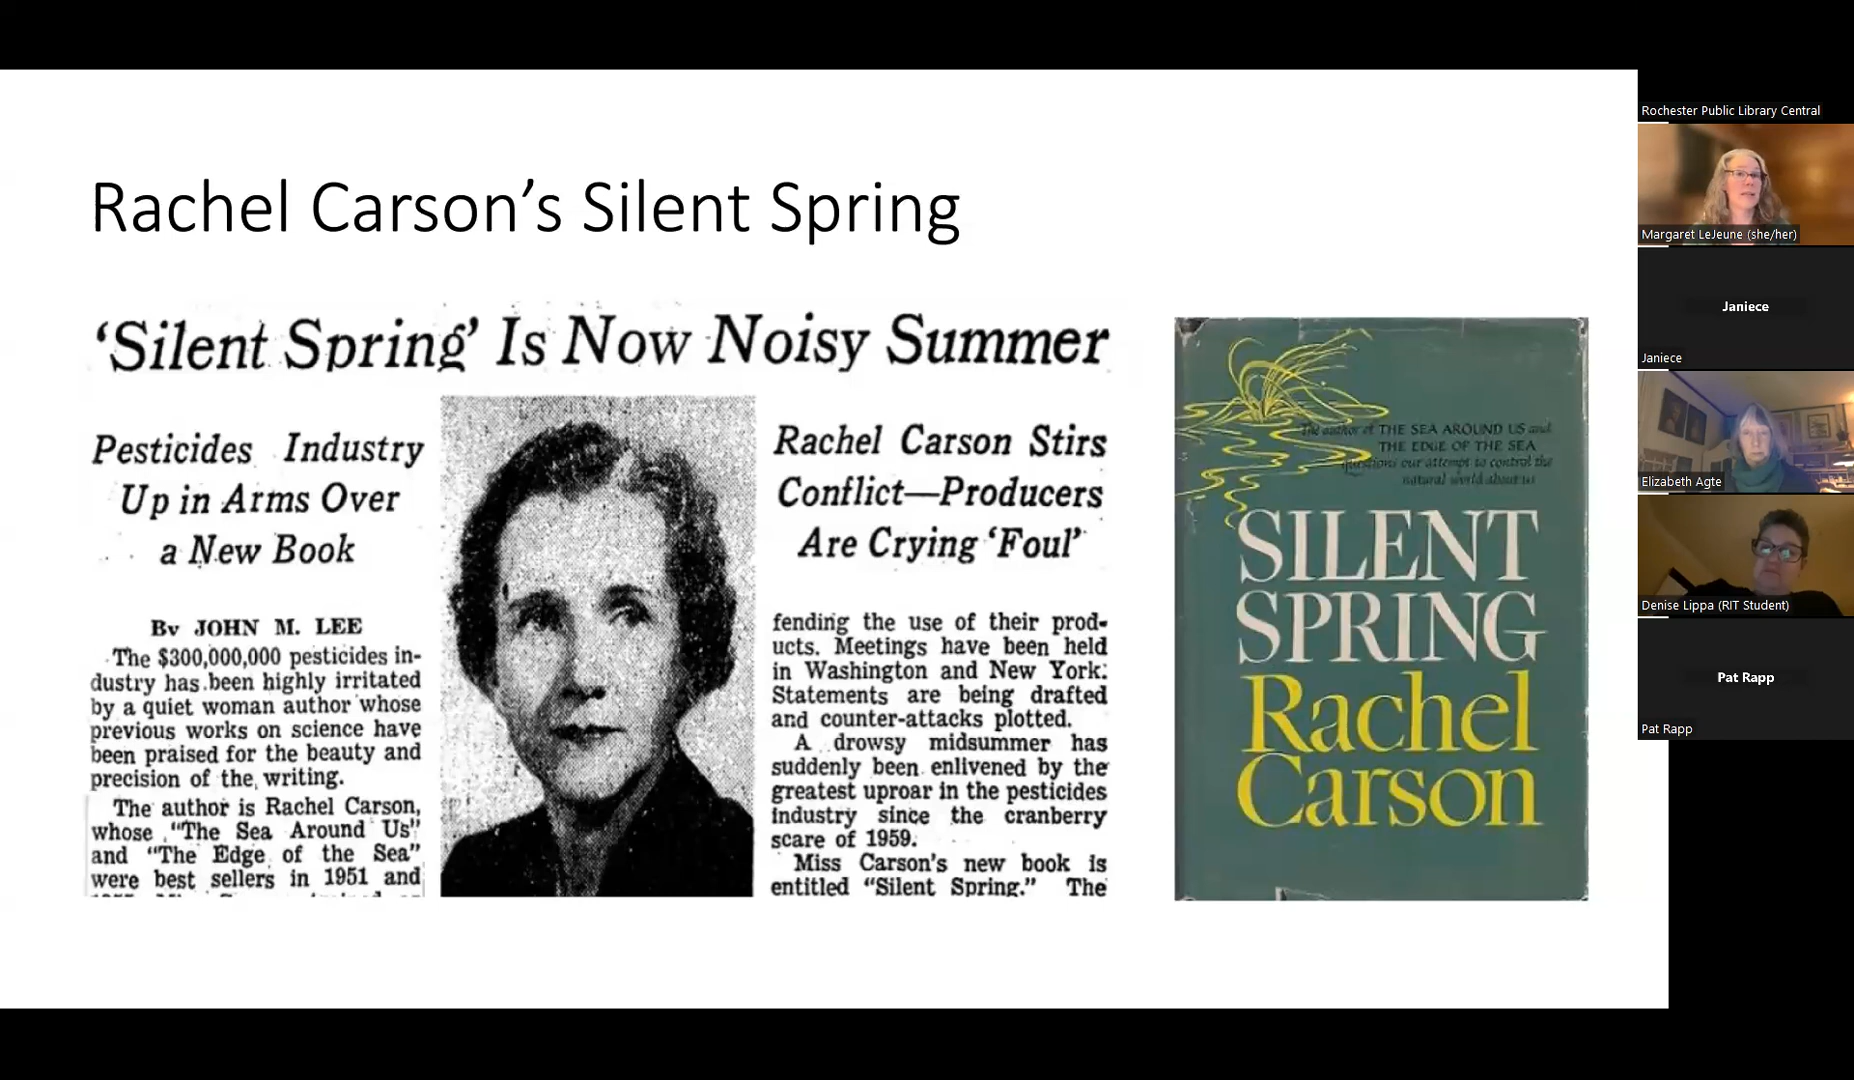 Rachel Carson’s Silent Spring
‘Silent Spring’ Is Now Noisy Summer
Pesticides Industry
Up in Arms Over
a New Book
By JOHN M. LEE
The $300,000,000 pesticides in-
dustry has been highly irritated
by a quiet woman author whose
previous works on science have
been praised for the beauty and
precision of the writing.
The author is Rachel Carson,
whose “The Sea Around Us”
and “The Edge of the Sea”
were best sellers in 1951 and
Rachel Carson Stirs
Conflict—Producers
Are Crying ‘Foul’
fending the use of their prod-
ucts. Meetings have been held
in Washington and New York.
Statements are being drafted
and counter-attacks plotted.
A drowsy midsummer has
suddenly been enlivened by the
greatest uproar in the pesticides
industry since the cranberry
scare of 1959.
Miss Carson's new book is
entitled “Silent Spring.” The
The author of THE SEA AROUND US and
THE EDGE OF THE SEA
questions our attempt to control the
natural world about us
SILENT
SPRING
Rachel
Carson
Rochester Public Library Central
Margaret LeJeune (she/her)
Janiece
Janiece
Elizabeth Agte
Denise Lippa (RIT Student)
Pat Rapp
Pat Rapp